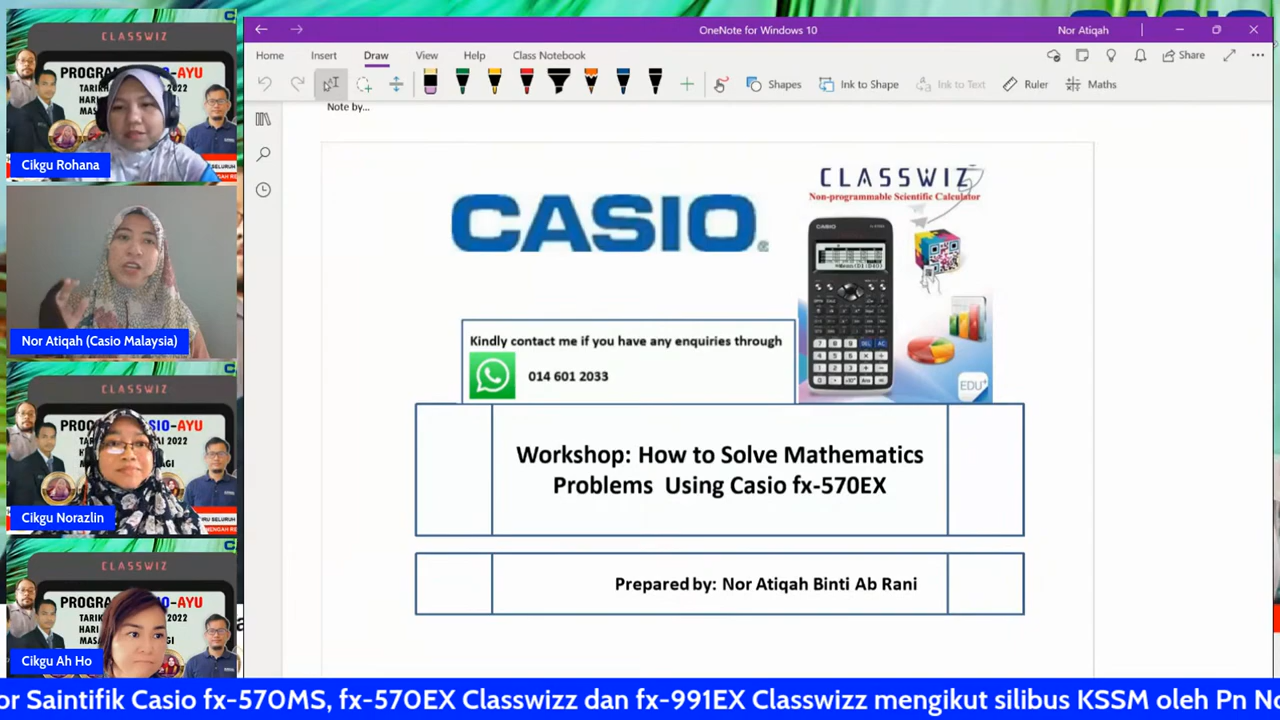 CLASSWIZ
Cikgu Rohana
Nor Atiqah (Casio Malaysia)
CLASSWIZ
Cikgu Norazlin
CLASSWIZ
Cikgu Ah Ho
OneNote for Windows 10
Nor Atiqah
Home Insert Draw View Help Class Notebook
Share
Shapes Ink to Shape Ink to Text Ruler Maths
Note by...
CASIO
CLASSWIZ
Non-programmable Scientific Calculator
CASIO
EDU+
Kindly contact me if you have any enquiries through
014 601 2033
Workshop: How to Solve Mathematics
Problems Using Casio fx-570EX
Prepared by: Nor Atiqah Binti Ab Rani
or Saintifik Casio fx-570MS, fx-570EX Classwizz dan fx-991EX Classwizz mengikut silibus KSSM oleh Pn No